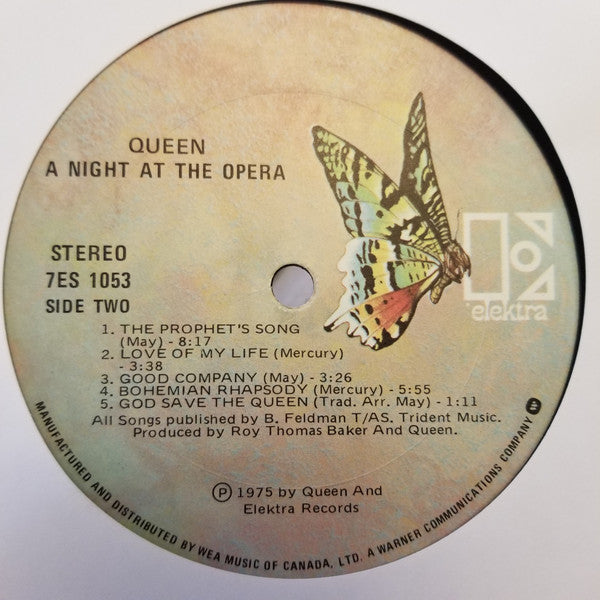 QUEEN
A NIGHT AT THE OPERA
elektra
STEREO
7ES 1053
SIDE TWO
1. THE PROPHET'S SONG
(May) - 8:17
2. LOVE OF MY LIFE (Mercury)
- 3:38
3. GOOD COMPANY (May) - 3:26
4. BOHEMIAN RHAPSODY (Mercury) - 5:55
5. GOD SAVE THE QUEEN (Trad. Arr. May) - 1:11
All Songs published by B. Feldman T/AS. Trident Music.
Produced by Roy Thomas Baker And Queen.
Ⓟ 1975 by Queen And
Elektra Records
MANUFACTURED AND DISTRIBUTED BY WEA MUSIC OF CANADA, LTD. A WARNER COMMUNICATIONS COMPANY